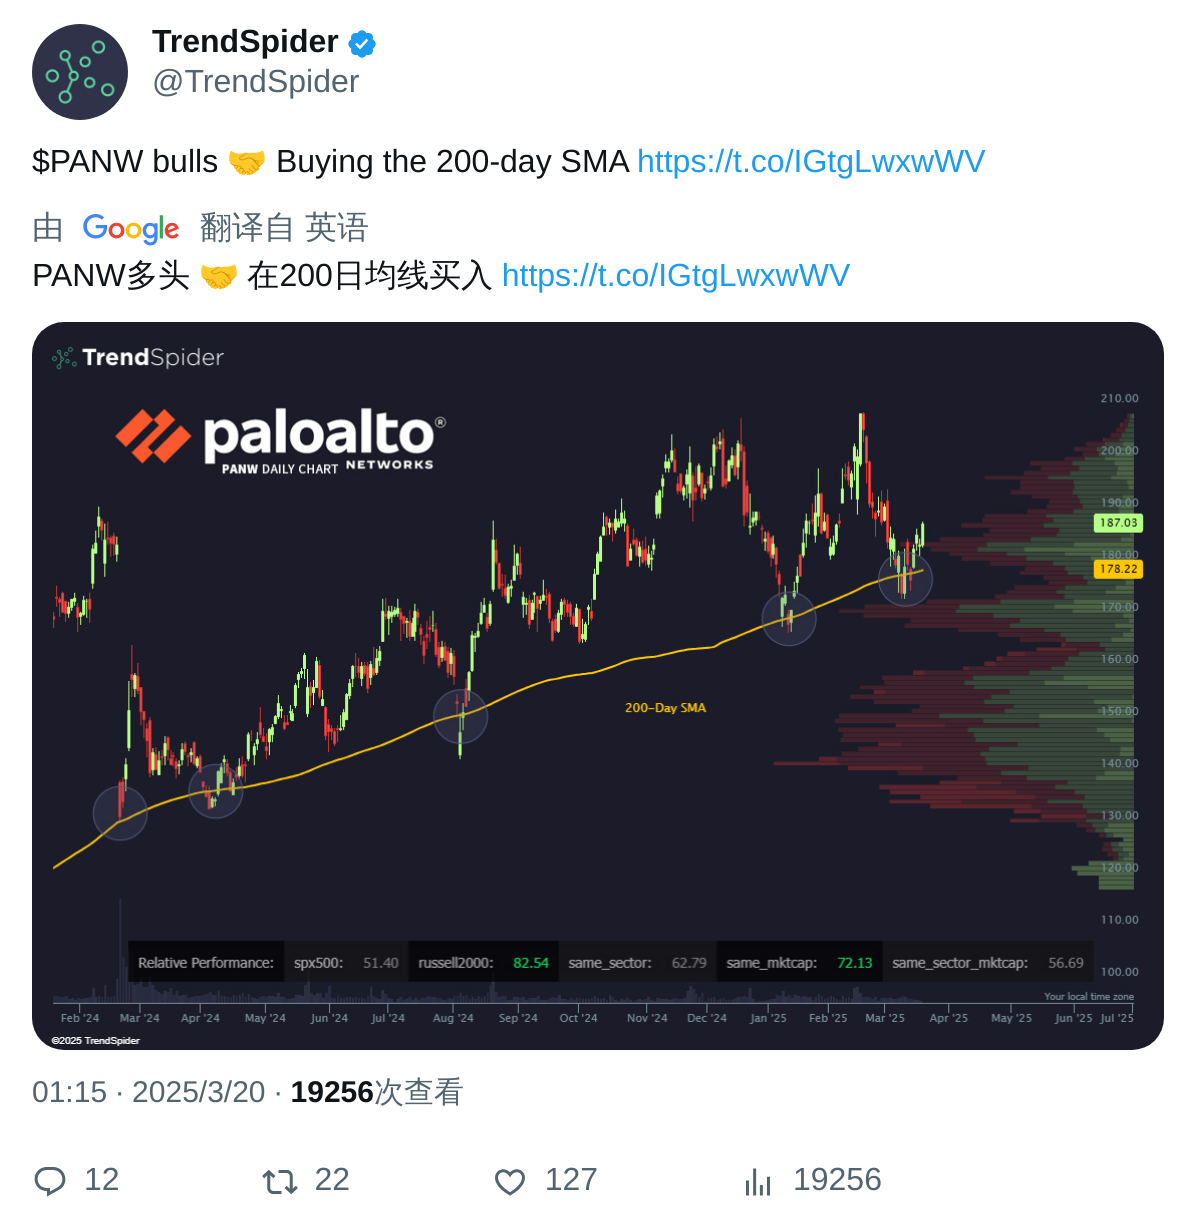 TrendSpider
@TrendSpider
$PANW bulls 🤝 Buying the 200-day SMA https://t.co/IGtgLwxwWV
由 Google 翻译自 英语
PANW多头 🤝 在200日均线买入 https://t.co/IGtgLwxwWV
TrendSpider
paloalto®
NETWORKS
PANW DAILY CHART
210.00
200.00
190.00
187.03
180.00
178.22
170.00
160.00
150.00
140.00
130.00
120.00
110.00
100.00
200-Day SMA
Relative Performance: spx500: 51.40 russell2000: 82.54 same_sector: 62.79 same_mktcap: 72.13 same_sector_mktcap: 56.69
Your local time zone
Feb '24 Mar '24 Apr '24 May '24 Jun '24 Jul '24 Aug '24 Sep '24 Oct '24 Nov '24 Dec '24 Jan '25 Feb '25 Mar '25 Apr '25 May '25 Jun '25 Jul '25
©2025 TrendSpider
01:15 · 2025/3/20 · 19256次查看
12 22 127 19256